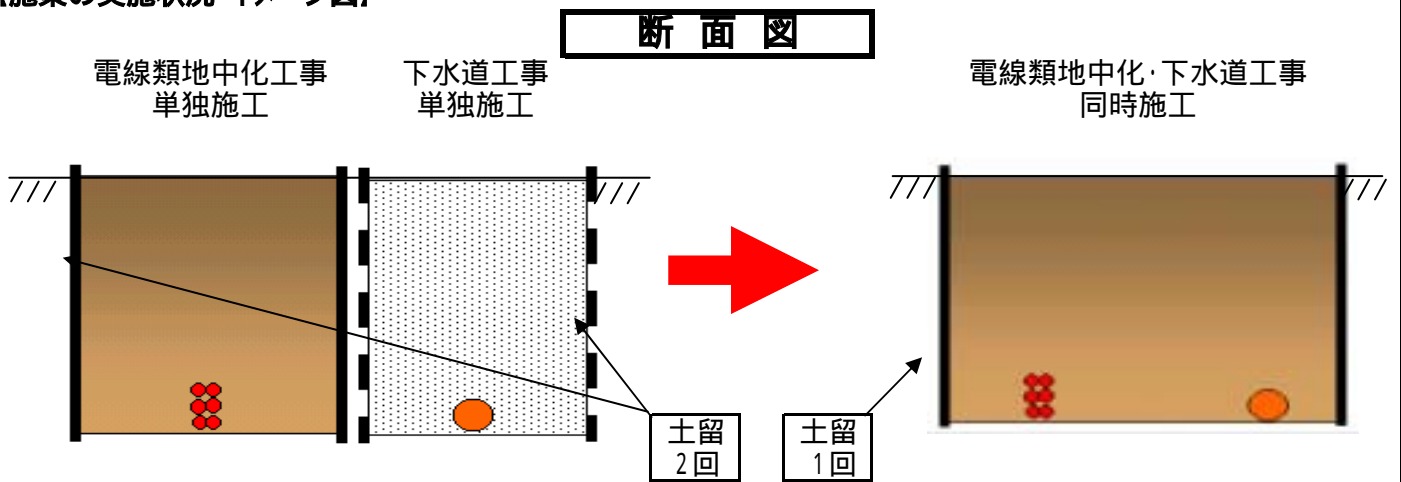 断面図
電線類地中化工事
単独施工
下水道工事
単独施工
電線類地中化・下水道工事
同時施工
土留
2回
土留
1回